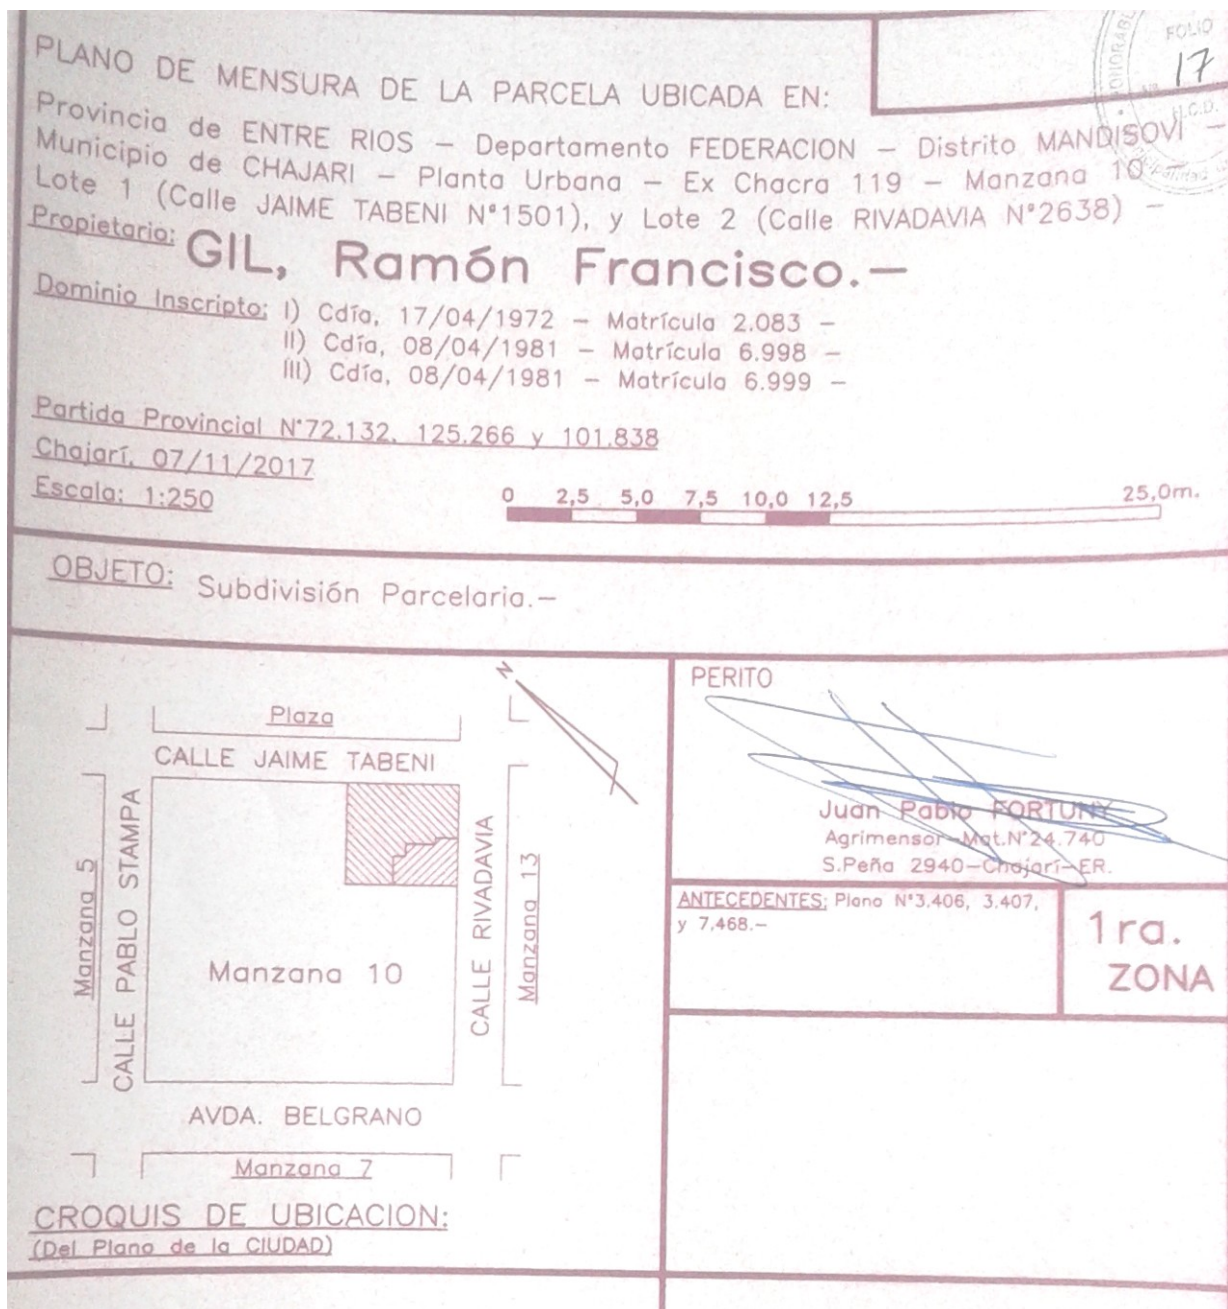 FOLIO
17
H.C.D.
PLANO DE MENSURA DE LA PARCELA UBICADA EN:
Provincia de ENTRE RIOS – Departamento FEDERACION – Distrito MANDISOVI –
Municipio de CHAJARI – Planta Urbana – Ex Chacra 119 – Manzana 10 –
Lote 1 (Calle JAIME TABENI N°1501), y Lote 2 (Calle RIVADAVIA N°2638) –
Propietario: GIL, Ramón Francisco.–
Dominio Inscripto: I) Cdía, 17/04/1972 – Matrícula 2.083 –
II) Cdía, 08/04/1981 – Matrícula 6.998 –
III) Cdía, 08/04/1981 – Matrícula 6.999 –
Partida Provincial N°72.132, 125.266 y 101.838
Chajarí, 07/11/2017
Escala: 1:250
0 2,5 5,0 7,5 10,0 12,5 25,0m.
OBJETO: Subdivisión Parcelaria.–
N
Plaza
CALLE JAIME TABENI
Manzana 5
CALLE PABLO STAMPA
Manzana 10
CALLE RIVADAVIA
Manzana 13
AVDA. BELGRANO
Manzana 7
CROQUIS DE UBICACION:
(Del Plano de la CIUDAD)
PERITO
Juan Pablo FORTUNY
Agrimensor–Mat.N°24.740
S.Peña 2940–Chajarí–ER.
ANTECEDENTES: Plano N°3.406, 3.407,
y 7.468.–
1ra.
ZONA